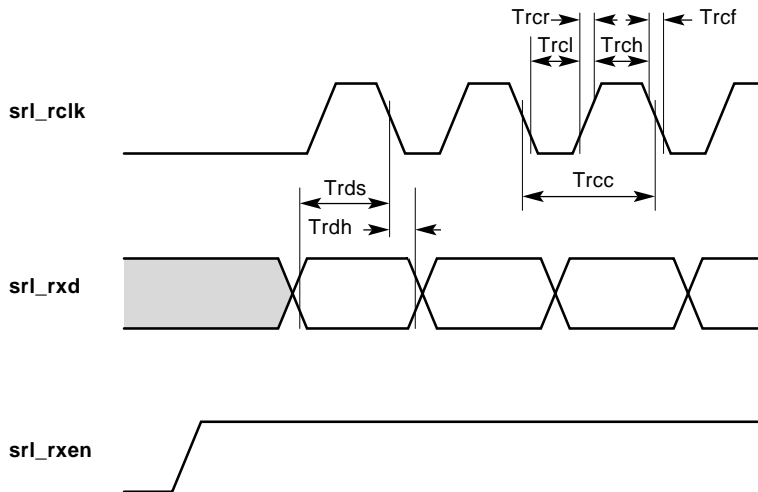 Trcr Trcf
Trcl Trch
srl_rclk
Trcc
Trds
Trdh
srl_rxd
srl_rxen